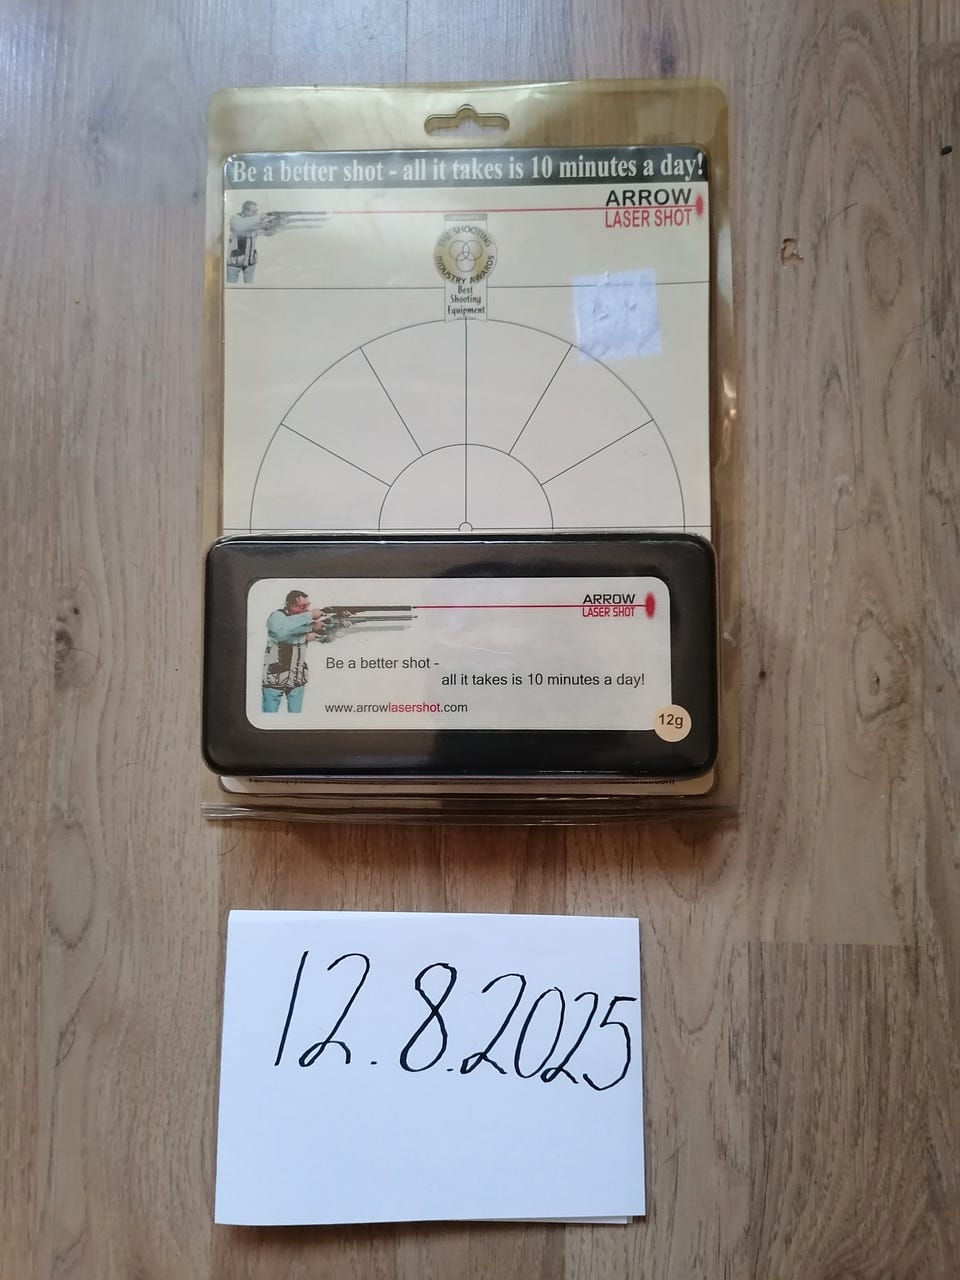 Be a better shot - all it takes is 10 minutes a day!
ARROW
LASER SHOT
THE SHOOTING
INDUSTRY AWARDS
Best
Shooting
Equipment
ARROW
LASER SHOT
Be a better shot -
all it takes is 10 minutes a day!
www.arrowlasershot.com
12g
12.8.2025